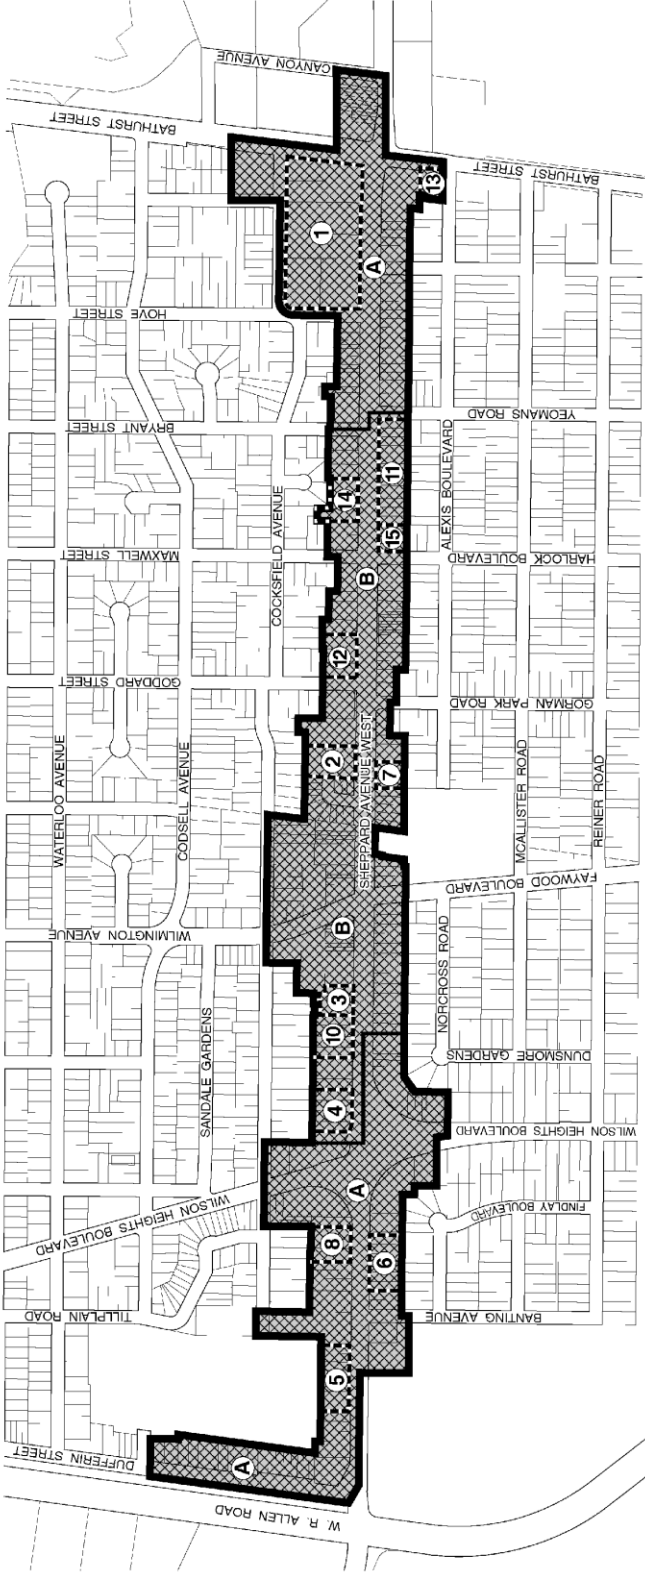 CANYON AVENUE
BATHURST STREET
BATHURST STREET
13
1
A
HOVE STREET
BRYANT STREET
YEOMANS ROAD
ALEXIS BOULEVARD
11
14
15
COCKSFIELD AVENUE
MAXWELL STREET
HARLOCK BOULEVARD
B
12
GODDARD STREET
GORMAN PARK ROAD
SHEPPARD AVENUE WEST
2
7
WATERLOO AVENUE
CODSELL AVENUE
MCALLISTER ROAD
REINER ROAD
FAYWOOD BOULEVARD
WILMINGTON AVENUE
B
NORCROSS ROAD
3
10
SANDALE GARDENS
DUNSMORE GARDENS
4
WILSON HEIGHTS BOULEVARD
A
WILSON HEIGHTS BOULEVARD
FINDLAY BOULEVARD
8
6
TILLPLAIN ROAD
BANTING AVENUE
5
DUFFERIN STREET
A
W. R. ALLEN ROAD